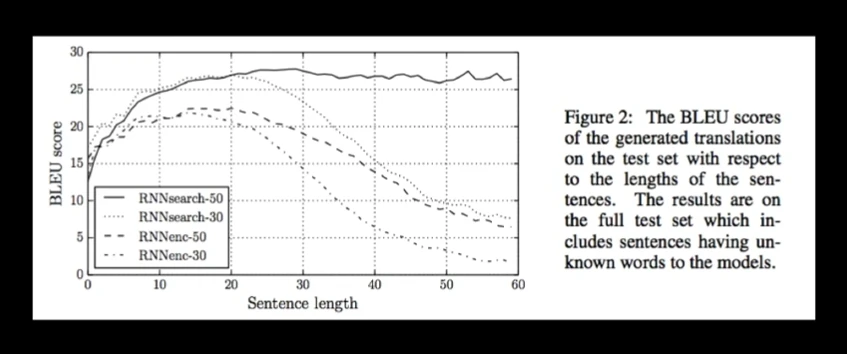 30
25
20
15
10
5
0
BLEU score
RNNsearch-50
RNNsearch-30
RNNenc-50
RNNenc-30
0 10 20 30 40 50 60
Sentence length
Figure 2: The BLEU scores
of the generated translations
on the test set with respect
to the lengths of the sen-
tences. The results are on
the full test set which in-
cludes sentences having un-
known words to the models.